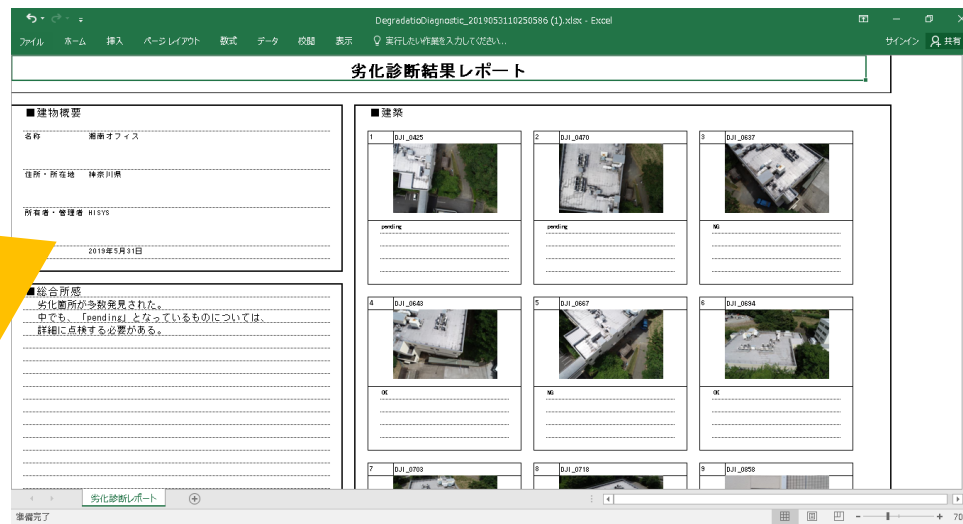 DegradatioDiagnostic_2019053110250586 (1).xlsx - Excel
ファイル ホーム 挿入 ページ レイアウト 数式 データ 校閲 表示 実行したい作業を入力してください... サインイン 共有
劣化診断結果レポート
■建物概要
名称 湘南オフィス
住所・所在地 神奈川県
所有者・管理者 HISYS
2019年5月31日
■総合所感
劣化箇所が多数発見された。
中でも、「pending」となっているものについては、
詳細に点検する必要がある。
■建築
1 DJI_0425
2 DJI_0470
3 DJI_0637
pending
pending
NG
4 DJI_0643
5 DJI_0667
6 DJI_0694
OK
NG
OK
7 DJI_0703
8 DJI_0718
9 DJI_0858
劣化診断レポート
準備完了
70